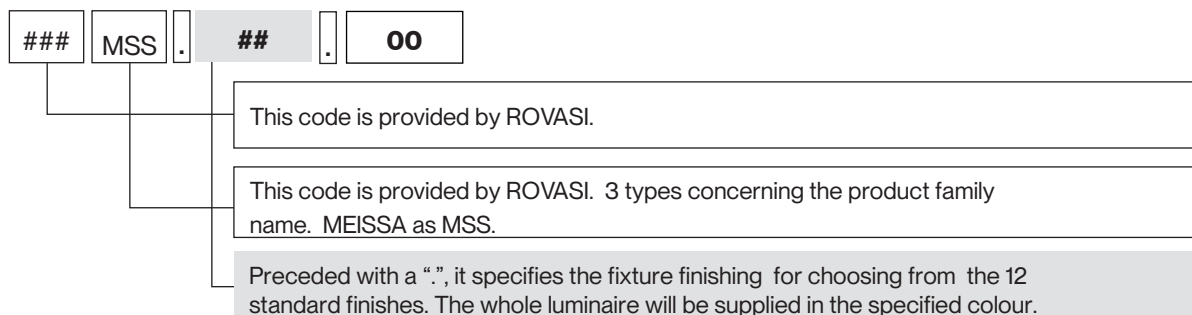 ### MSS . ## . 00
This code is provided by ROVASI.
This code is provided by ROVASI. 3 types concerning the product family
name. MEISSA as MSS.
Preceded with a “.”, it specifies the fixture finishing for choosing from the 12
standard finishes. The whole luminaire will be supplied in the specified colour.